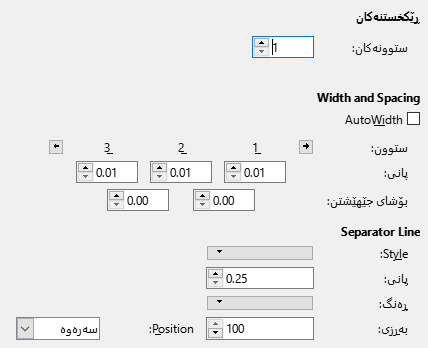 ڕێکخستنەکان
ستوونەکان: 1
Width and Spacing
AutoWidth
ستوون: 1 2 3
پانی: 0.01 0.01 0.01
بۆشای جێهێشتن: 0.00 0.00
Separator Line
Style:
پانی: 0.25
ڕەنگ:
بەرزی: 100 Position: سەرەوە